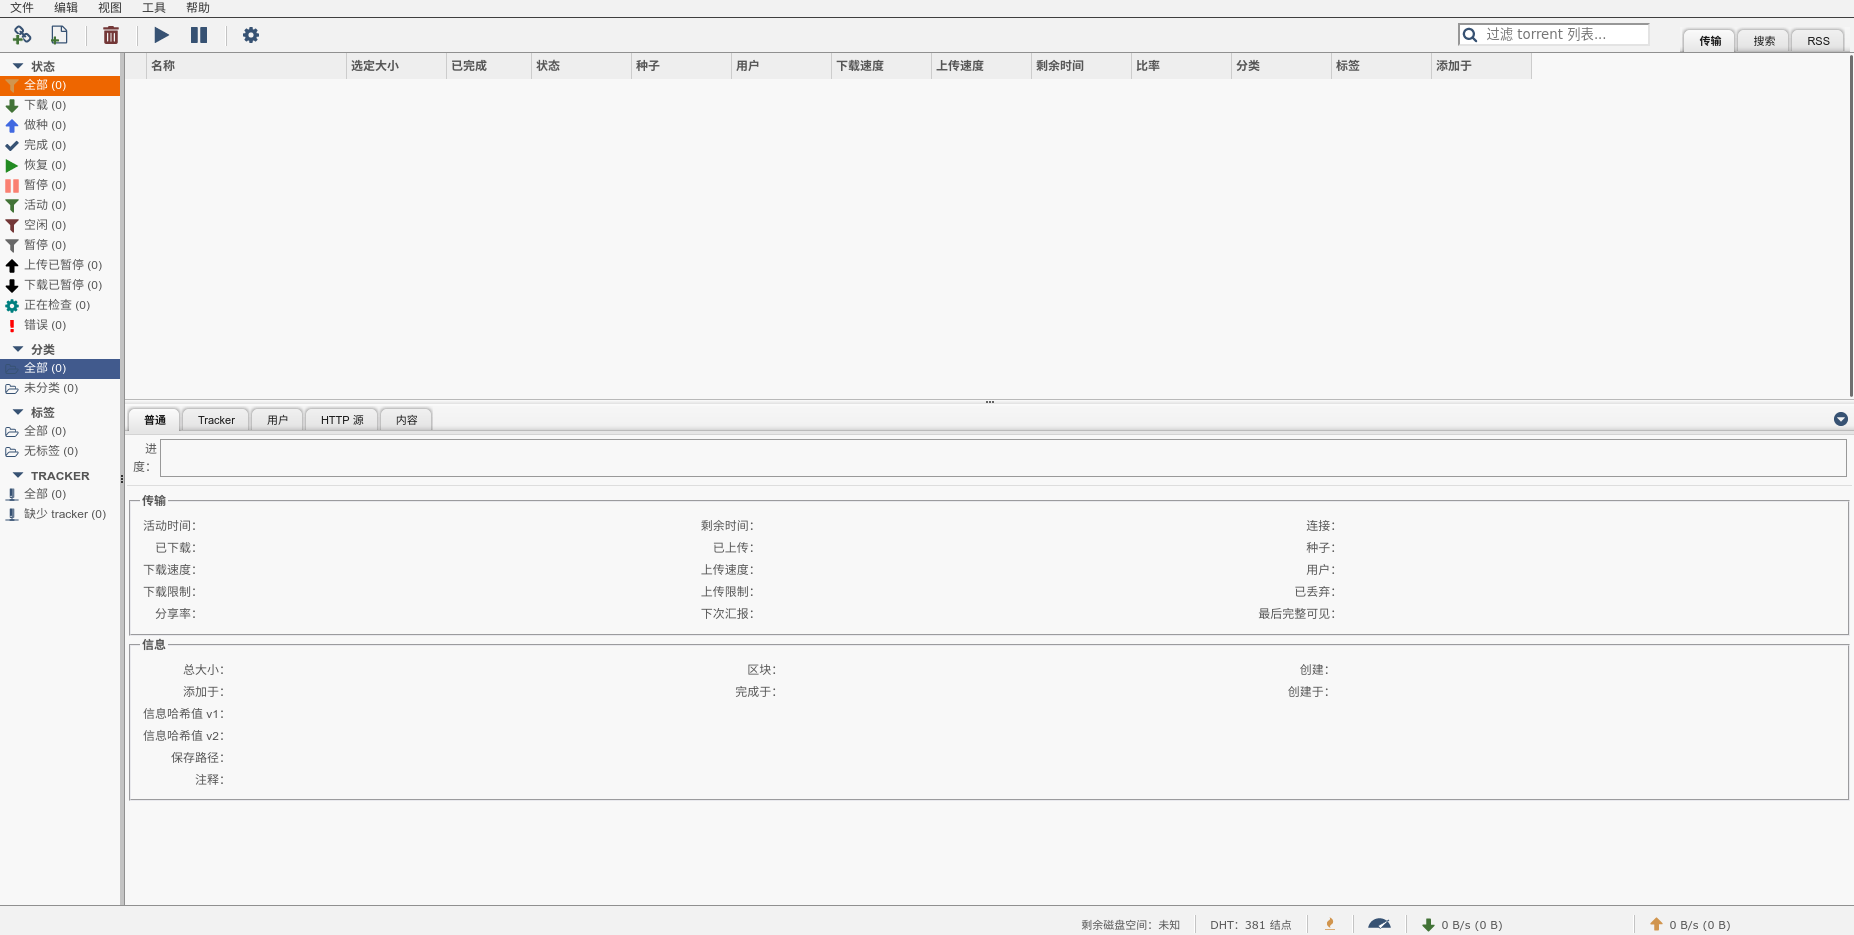 文件 编辑 视图 工具 帮助
过滤 torrent 列表...
传输 搜索 RSS
状态
全部 (0)
下载 (0)
做种 (0)
完成 (0)
恢复 (0)
暂停 (0)
活动 (0)
空闲 (0)
暂停 (0)
上传已暂停 (0)
下载已暂停 (0)
正在检查 (0)
错误 (0)
分类
全部 (0)
未分类 (0)
标签
全部 (0)
无标签 (0)
TRACKER
全部 (0)
缺少 tracker (0)
名称 选定大小 已完成 状态 种子 用户 下载速度 上传速度 剩余时间 比率 分类 标签 添加于
普通 Tracker 用户 HTTP 源 内容
进
度：
传输
活动时间： 剩余时间： 连接：
已下载： 已上传： 种子：
下载速度： 上传速度： 用户：
下载限制： 上传限制： 已丢弃：
分享率： 下次汇报： 最后完整可见：
信息
总大小： 区块： 创建：
添加于： 完成于： 创建于：
信息哈希值 v1：
信息哈希值 v2：
保存路径：
注释：
剩余磁盘空间：未知 DHT：381 结点 0 B/s (0 B) 0 B/s (0 B)